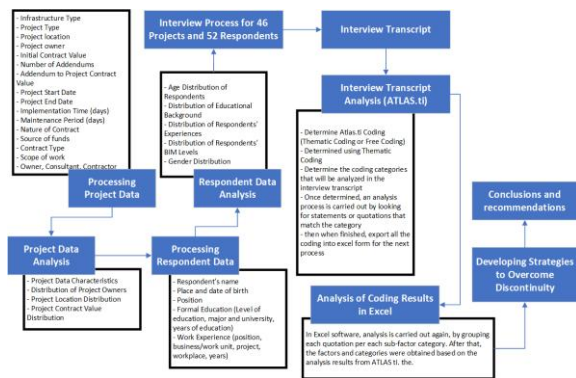 - Infrastructure Type
- Project Type
- Project location
- Project owner
- Initial Contract Value
- Number of Addendums
- Addendum to Project Contract
Value
- Project Start Date
- Project End Date
- Implementation Time (days)
- Maintenance Period (days)
- Nature of Contract
- Source of funds
- Contract Type
- Scope of work
- Owner, Consultant, Contractor
Processing
Project Data
Project Data
Analysis
- Project Data Characteristics
- Distribution of Project Owners
- Project Location Distribution
- Project Contract Value
Distribution
Processing
Respondent Data
- Respondent's name
- Place and date of birth
- Position
- Formal Education (Level of
education, major and university,
years of education)
- Work Experience (position,
business/work unit, project,
workplace, years)
Respondent Data
Analysis
- Age Distribution of
Respondents
- Distribution of Educational
Background
- Distribution of Respondents'
Experiences
- Distribution of Respondents'
BIM Levels
- Gender Distribution
Interview Process for 46
Projects and 52 Respondents
Interview Transcript
Interview Transcript
Analysis (ATLAS.ti)
- Determine Atlas.ti Coding
(Thematic Coding or Free Coding)
- Determined using Thematic
Coding
- Determine the coding categories
that will be analyzed in the
interview transcript
- Once determined, an analysis
process is carried out by looking
for statements or quotations that
match the category
- then when finished, export all the
coding into excel form for the next
process
Analysis of Coding Results
in Excel
In Excel software, analysis is carried out again, by grouping
each quotation per each sub-factor category. After that, the
factors and categories were obtained based on the
analysis results from ATLAS ti. the.
Developing Strategies
to Overcome
Discontinuity
Conclusions and
recommendations